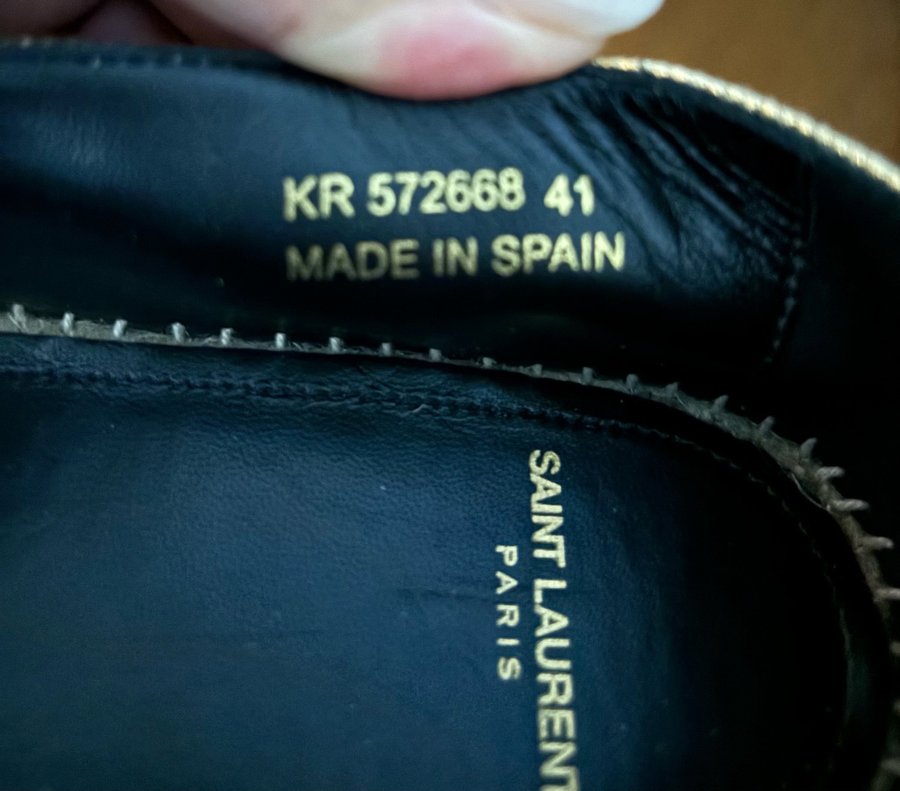 KR 572668 41
MADE IN SPAIN
SAINT LAURENT
PARIS